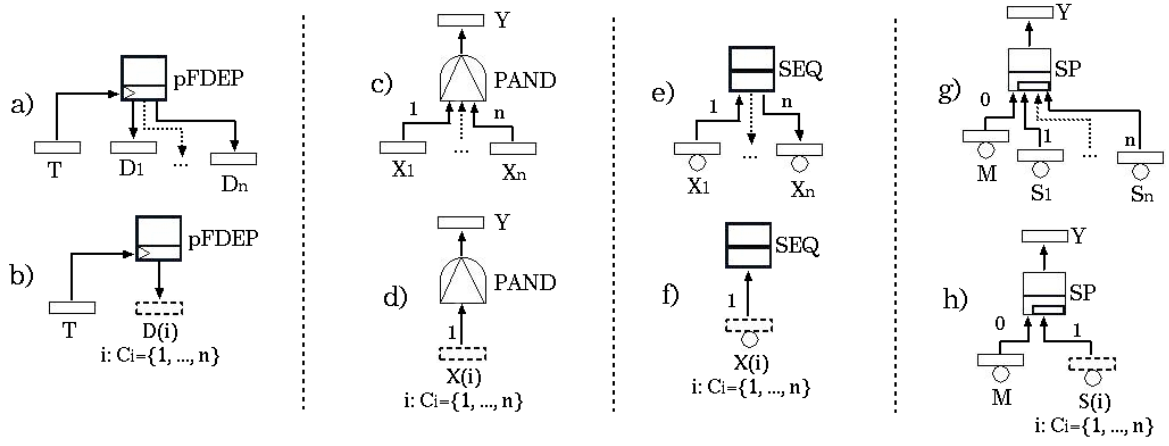 a)
pFDEP
T
D1
...
Dn
b)
pFDEP
T
D(i)
i: Ci={1, ..., n}
c)
Y
PAND
1
n
X1
...
Xn
d)
Y
PAND
1
X(i)
i: Ci={1, ..., n}
e)
SEQ
1
n
X1
...
Xn
f)
SEQ
1
X(i)
i: Ci={1, ..., n}
g)
Y
SP
0
1
n
M
S1
...
Sn
h)
Y
SP
0
1
M
S(i)
i: Ci={1, ..., n}